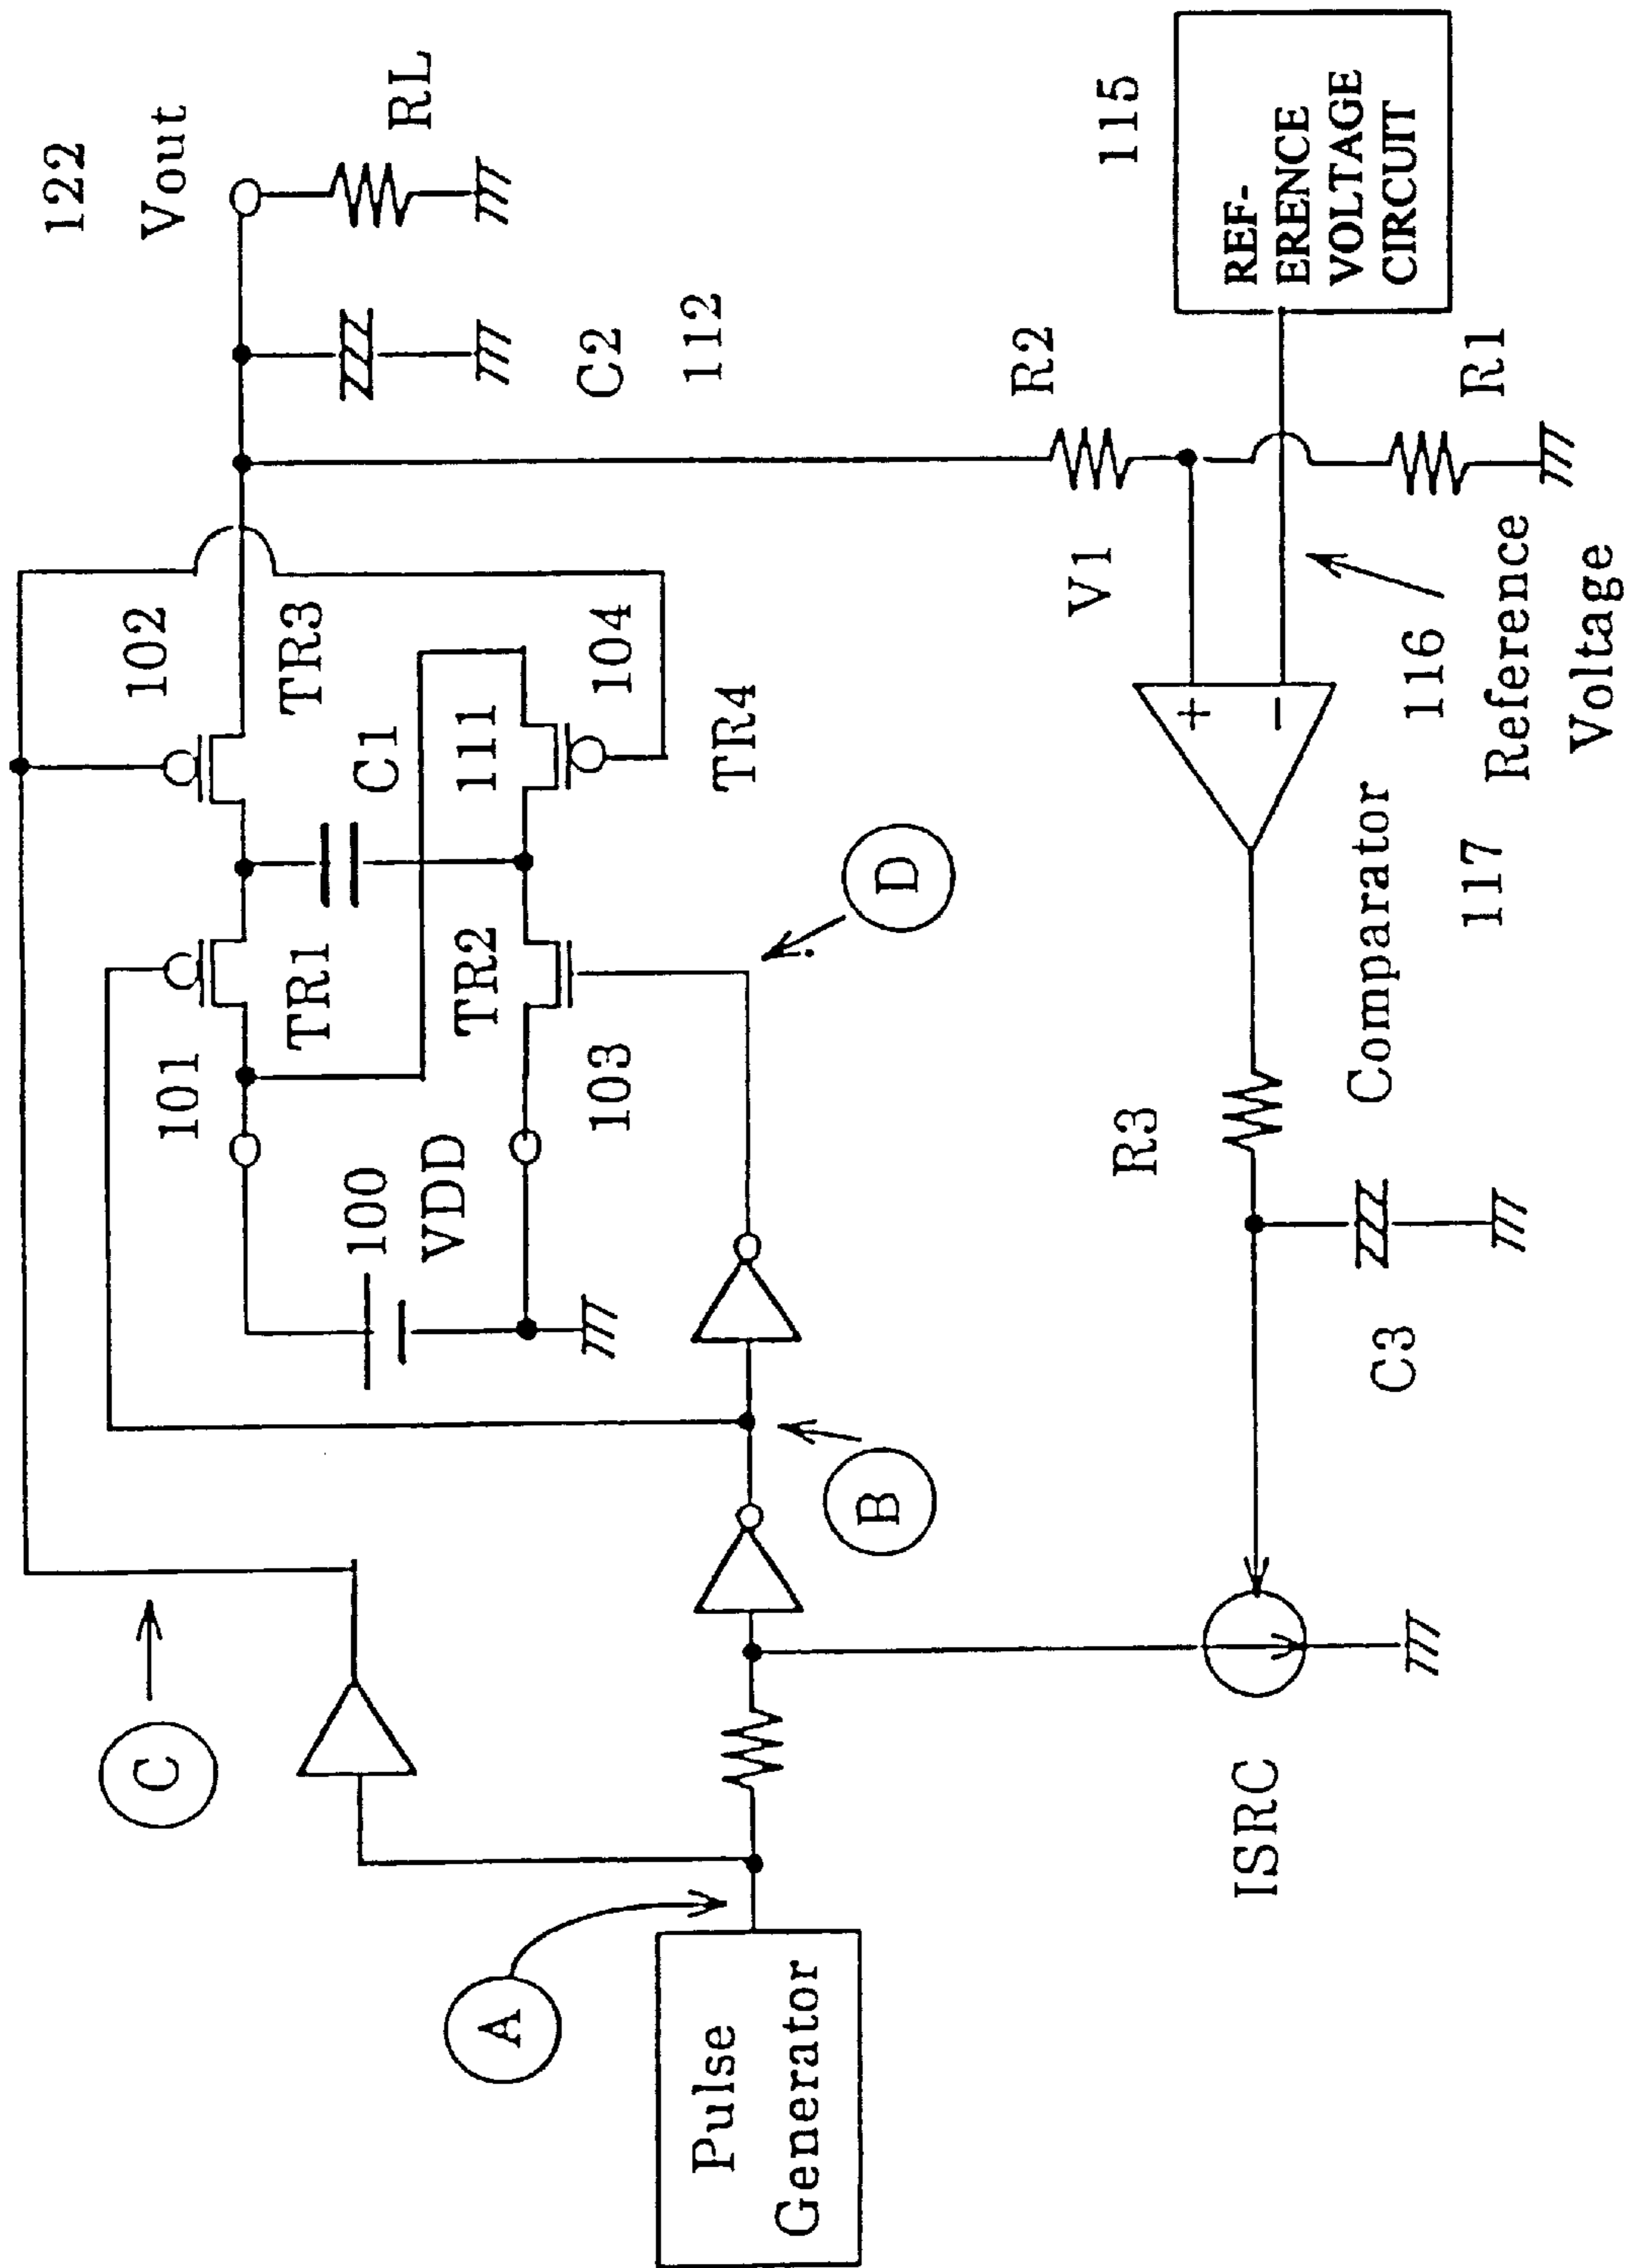 122
Vout
RL
C2
112
102
TR3
C1
111
104
TR4
101
TR1
TR2
103
100
VDD
C
D
B
A
Pulse
Generator
R2
V1
115
REF-
ERENCE
VOLTAGE
CIRCUIT
R1
116
Reference
Voltage
+
−
Comparator
117
R3
C3
ISRC